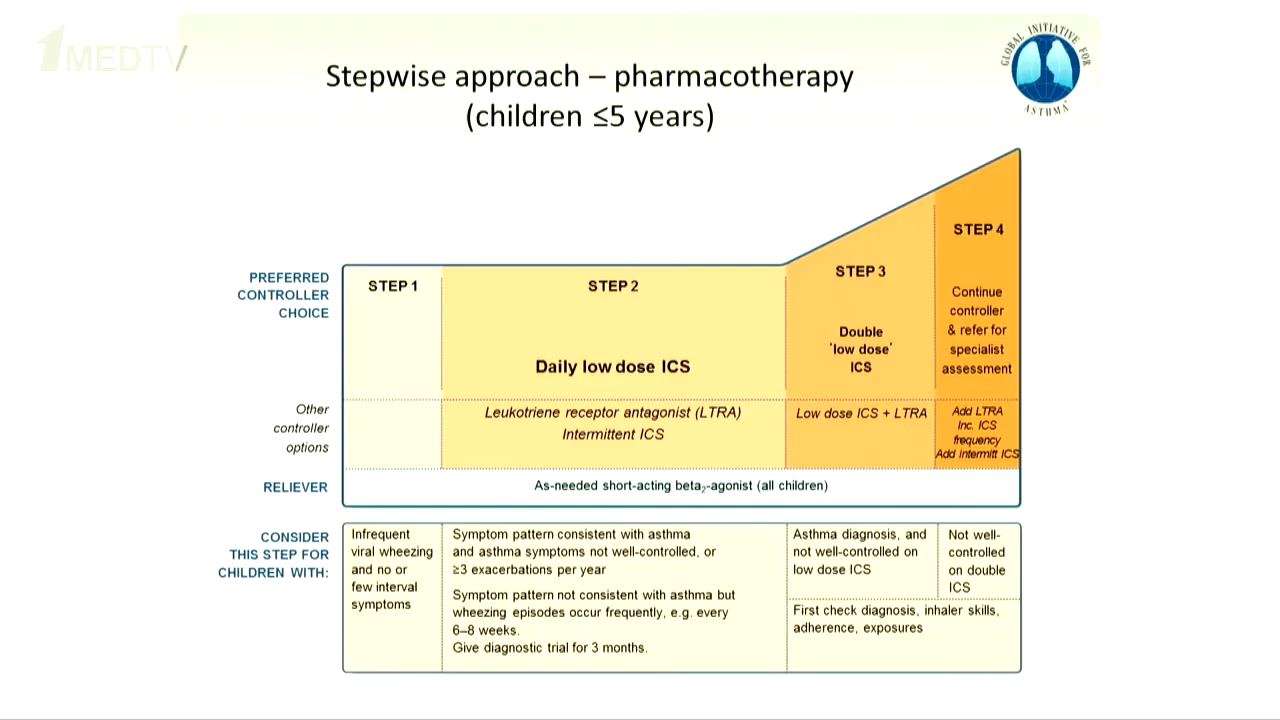 1MEDTV
GLOBAL INITIATIVE FOR
ASTHMA
Stepwise approach – pharmacotherapy
(children ≤5 years)
PREFERRED
CONTROLLER
CHOICE
STEP 1
STEP 2
Daily low dose ICS
STEP 3
Double
‘low dose’
ICS
STEP 4
Continue
controller
& refer for
specialist
assessment
Other
controller
options
Leukotriene receptor antagonist (LTRA)
Intermittent ICS
Low dose ICS + LTRA
Add LTRA
Inc. ICS
frequency
Add intermitt ICS
RELIEVER
As-needed short-acting beta₂-agonist (all children)
CONSIDER
THIS STEP FOR
CHILDREN WITH:
Infrequent
viral wheezing
and no or
few interval
symptoms
Symptom pattern consistent with asthma
and asthma symptoms not well-controlled, or
≥3 exacerbations per year
Symptom pattern not consistent with asthma but
wheezing episodes occur frequently, e.g. every
6–8 weeks.
Give diagnostic trial for 3 months.
Asthma diagnosis, and
not well-controlled on
low dose ICS
Not well-
controlled
on double
ICS
First check diagnosis, inhaler skills,
adherence, exposures